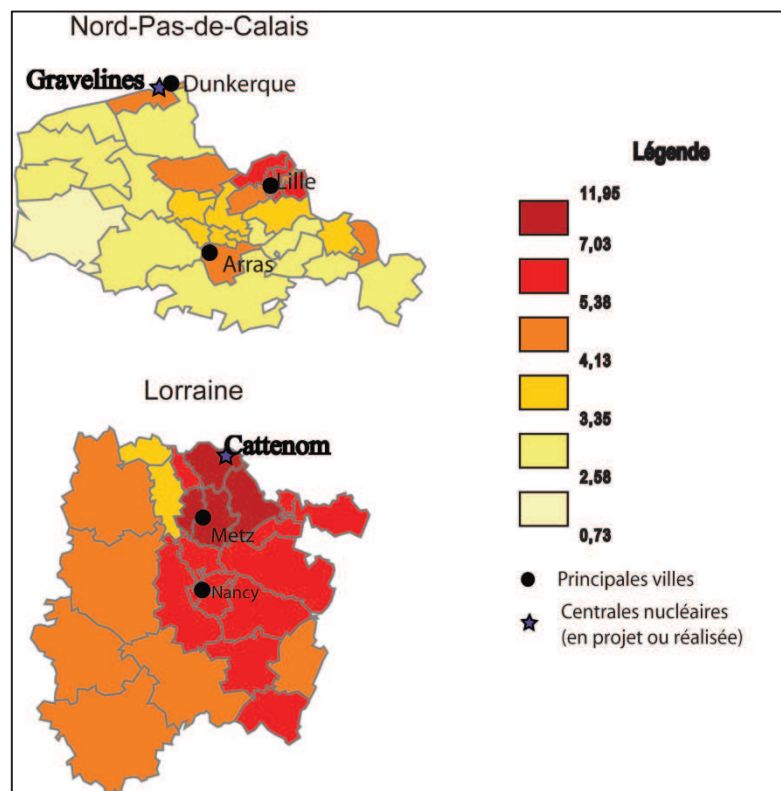 Nord-Pas-de-Calais
Gravelines
Dunkerque
Lille
Arras
Lorraine
Cattenom
Metz
Nancy
Légende
11,95
7,03
5,38
4,13
3,35
2,58
0,73
Principales villes
Centrales nucléaires
(en projet ou réalisée)